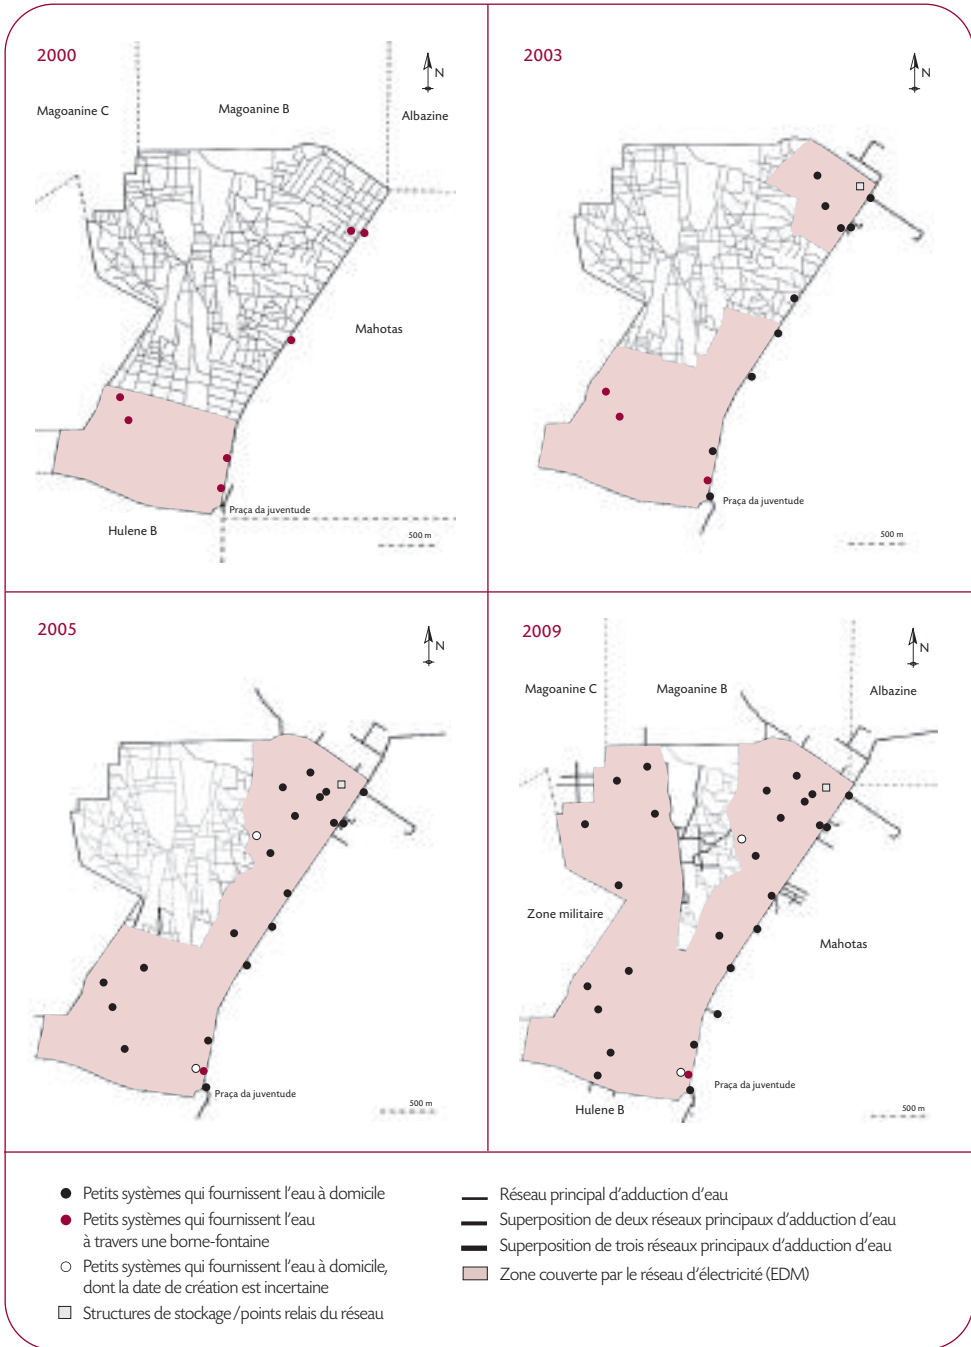 2000
N
Magoanine C
Magoanine B
Albazine
Mahotas
Praça da juventude
Hulene B
500 m
2003
N
Praça da juventude
500 m
2005
N
Praça da juventude
500 m
2009
N
Magoanine C
Magoanine B
Albazine
Zone militaire
Mahotas
Praça da juventude
Hulene B
500 m
Petits systèmes qui fournissent l'eau à domicile
Petits systèmes qui fournissent l'eau
à travers une borne-fontaine
Petits systèmes qui fournissent l'eau à domicile,
dont la date de création est incertaine
Structures de stockage/points relais du réseau
Réseau principal d'adduction d'eau
Superposition de deux réseaux principaux d'adduction d'eau
Superposition de trois réseaux principaux d'adduction d'eau
Zone couverte par le réseau d'électricité (EDM)